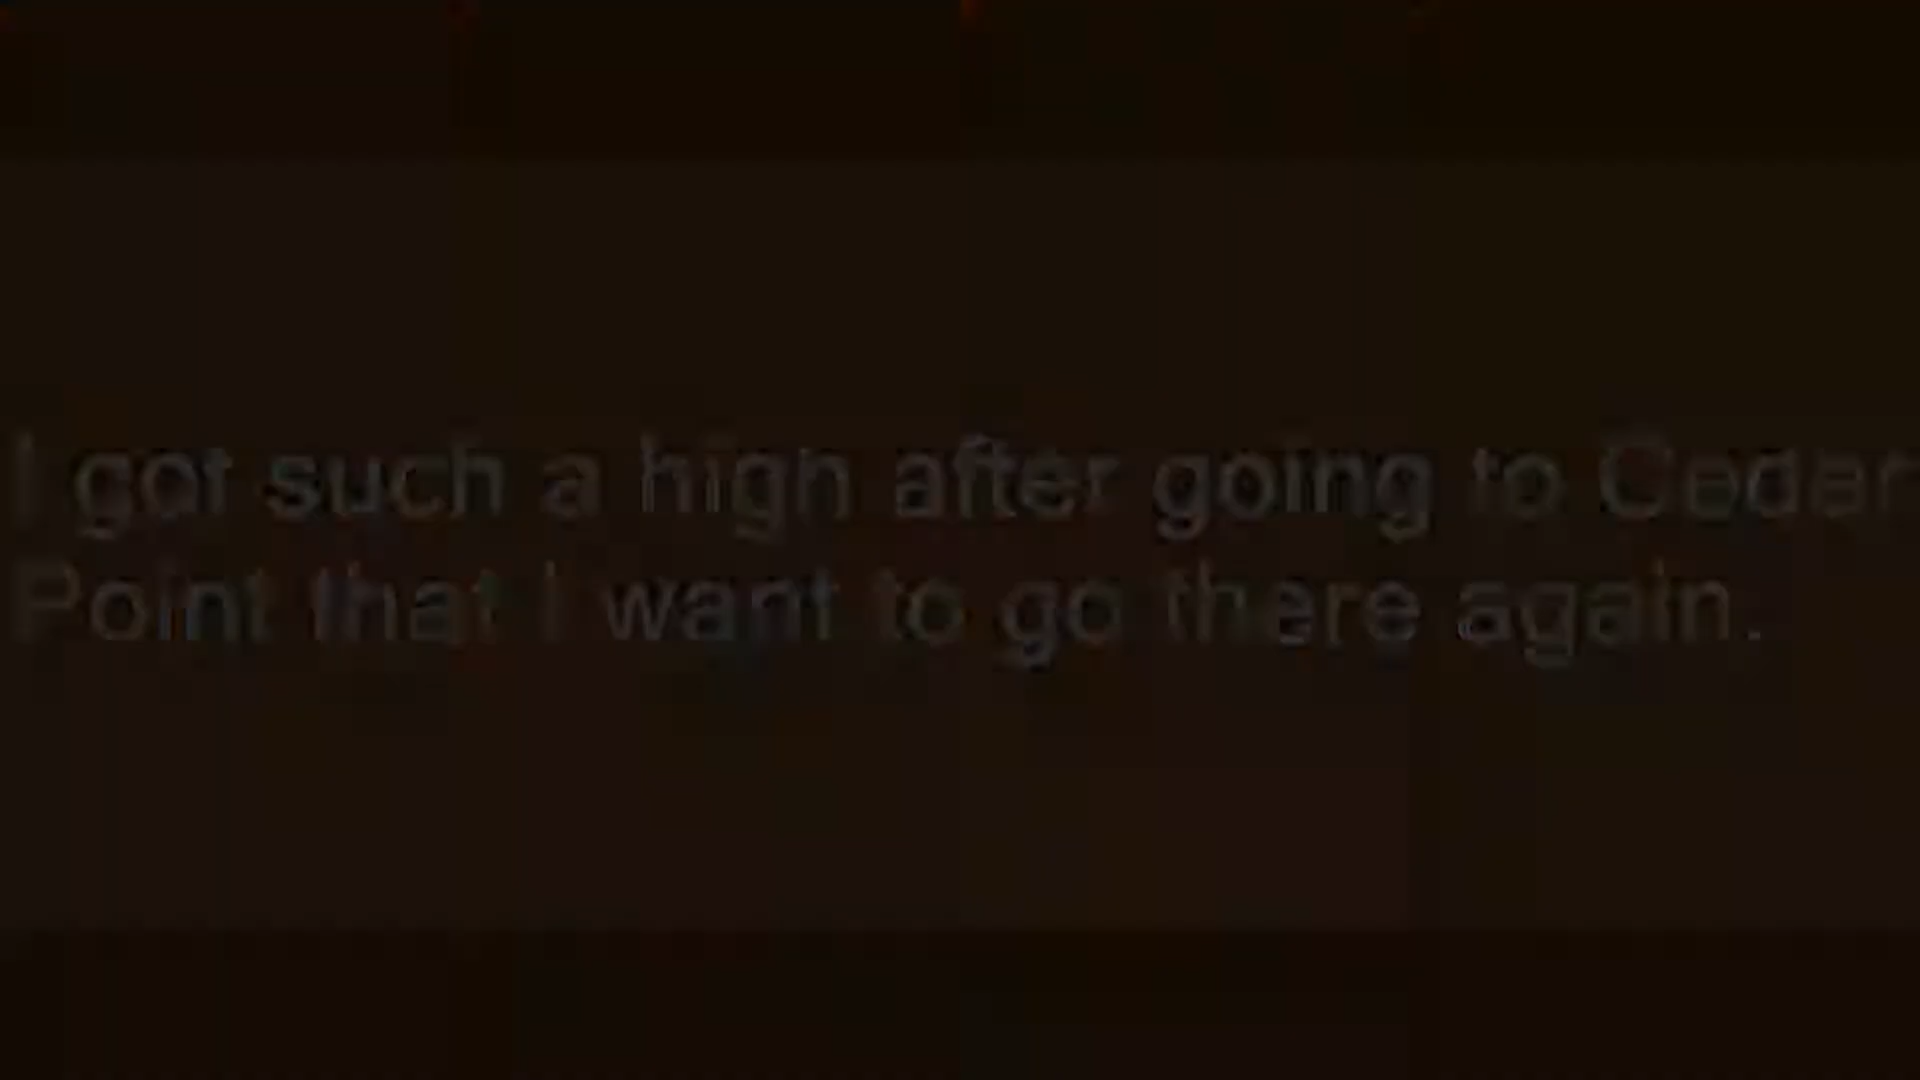 I got such a high after going to Cedar
Point that I want to go there again.